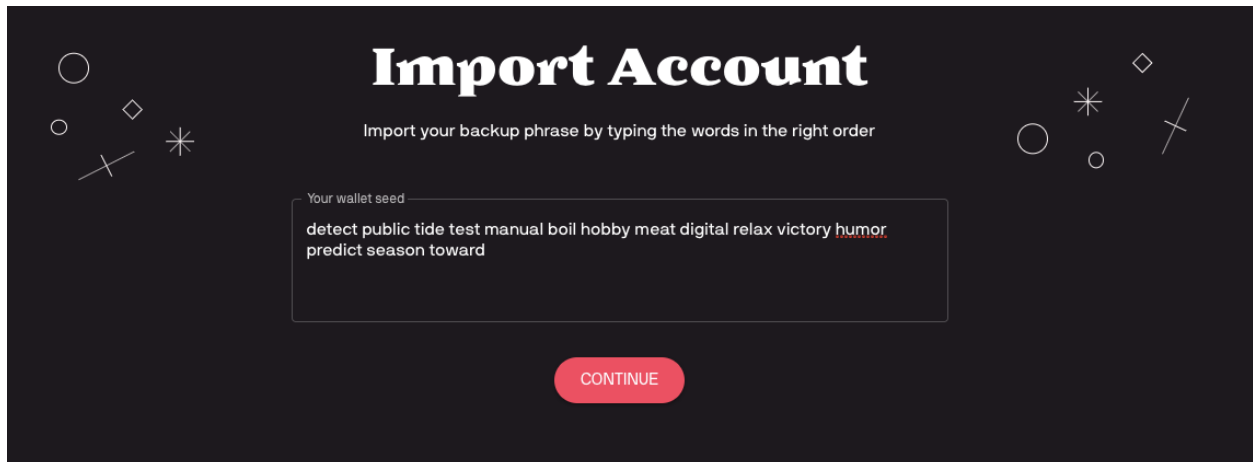 Import Account
Import your backup phrase by typing the words in the right order
Your wallet seed
detect public tide test manual boil hobby meat digital relax victory humor
predict season toward
CONTINUE